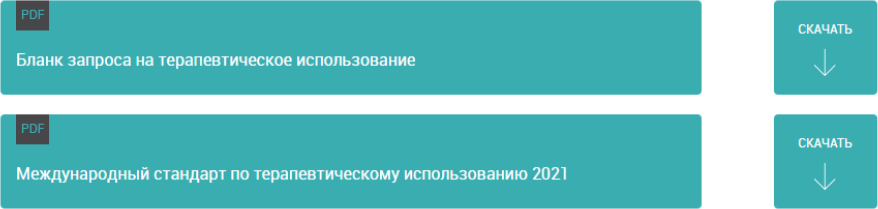 PDF
Бланк запроса на терапевтическое использование
СКАЧАТЬ
PDF
Международный стандарт по терапевтическому использованию 2021
СКАЧАТЬ